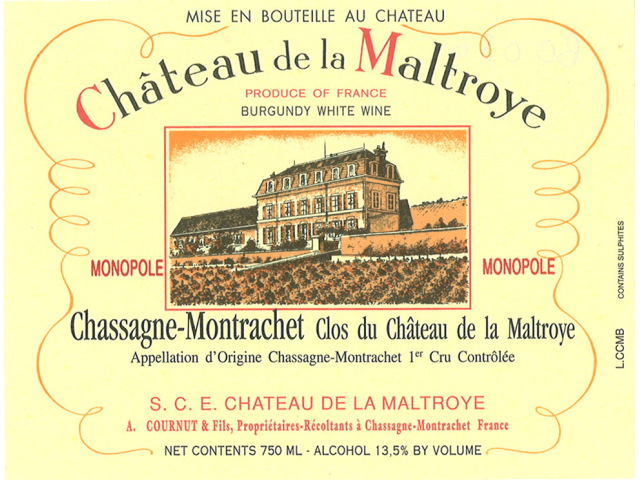 MISE EN BOUTEILLE AU CHATEAU
Château de la Maltroye
PRODUCE OF FRANCE
BURGUNDY WHITE WINE
MONOPOLE
MONOPOLE
Chassagne-Montrachet Clos du Château de la Maltroye
Appellation d'Origine Chassagne-Montrachet 1er Cru Contrôlée
S. C. E. CHATEAU DE LA MALTROYE
A. COURNUT & Fils, Propriétaires-Récoltants à Chassagne-Montrachet France
NET CONTENTS 750 ML - ALCOHOL 13,5% BY VOLUME
L.CCMB
CONTAINS SULPHITES